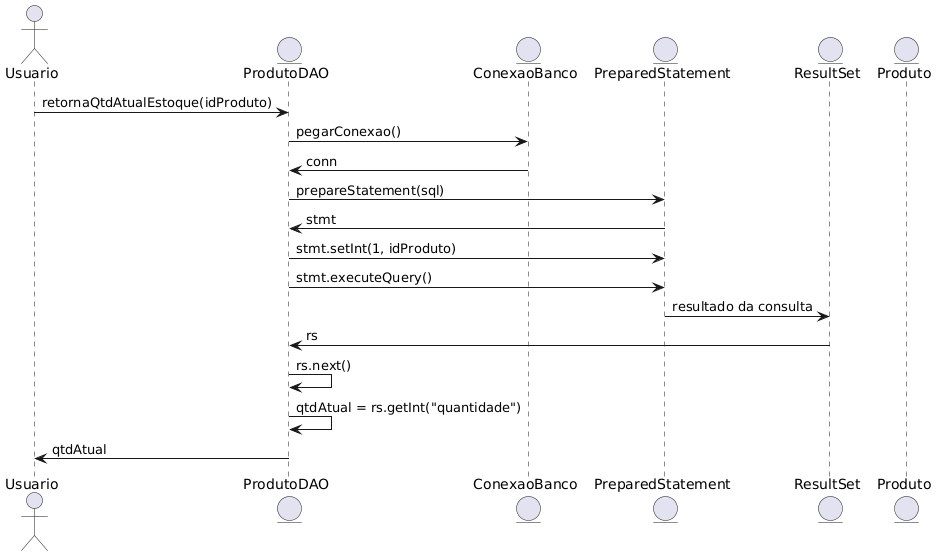 Usuario
ProdutoDAO
ConexaoBanco
PreparedStatement
ResultSet
Produto
retornaQtdAtualEstoque(idProduto)
pegarConexao()
conn
prepareStatement(sql)
stmt
stmt.setInt(1, idProduto)
stmt.executeQuery()
resultado da consulta
rs
rs.next()
qtdAtual = rs.getInt("quantidade")
qtdAtual
Usuario
ProdutoDAO
ConexaoBanco
PreparedStatement
ResultSet
Produto